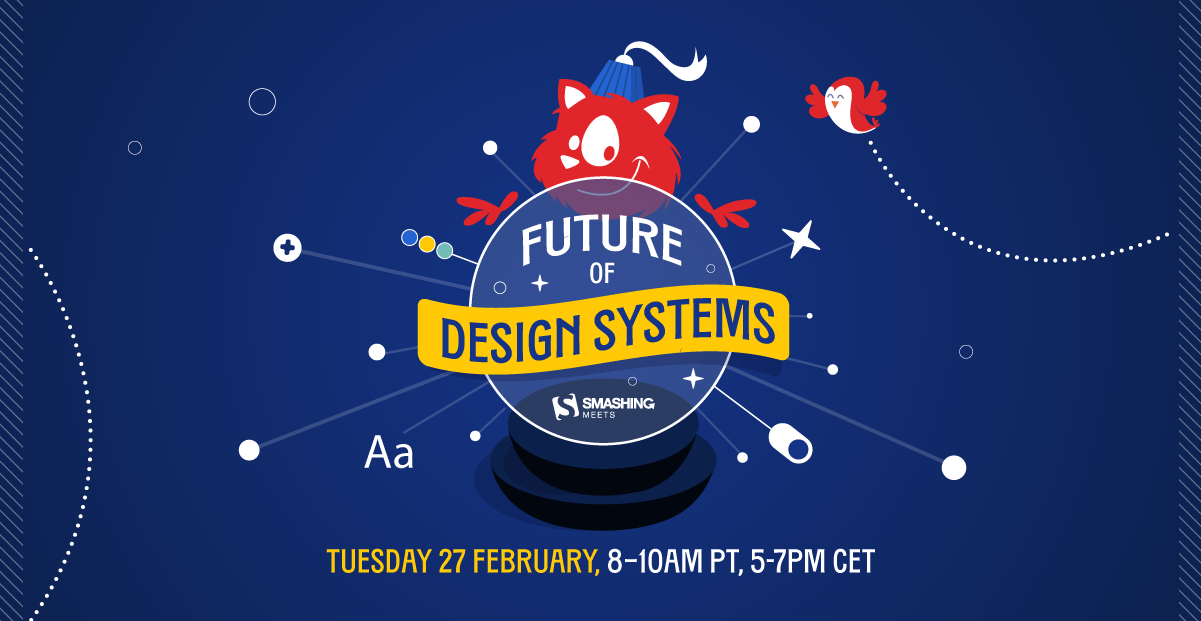 FUTURE
OF
DESIGN SYSTEMS
SMASHING
MEETS
Aa
TUESDAY 27 FEBRUARY, 8–10AM PT, 5-7PM CET